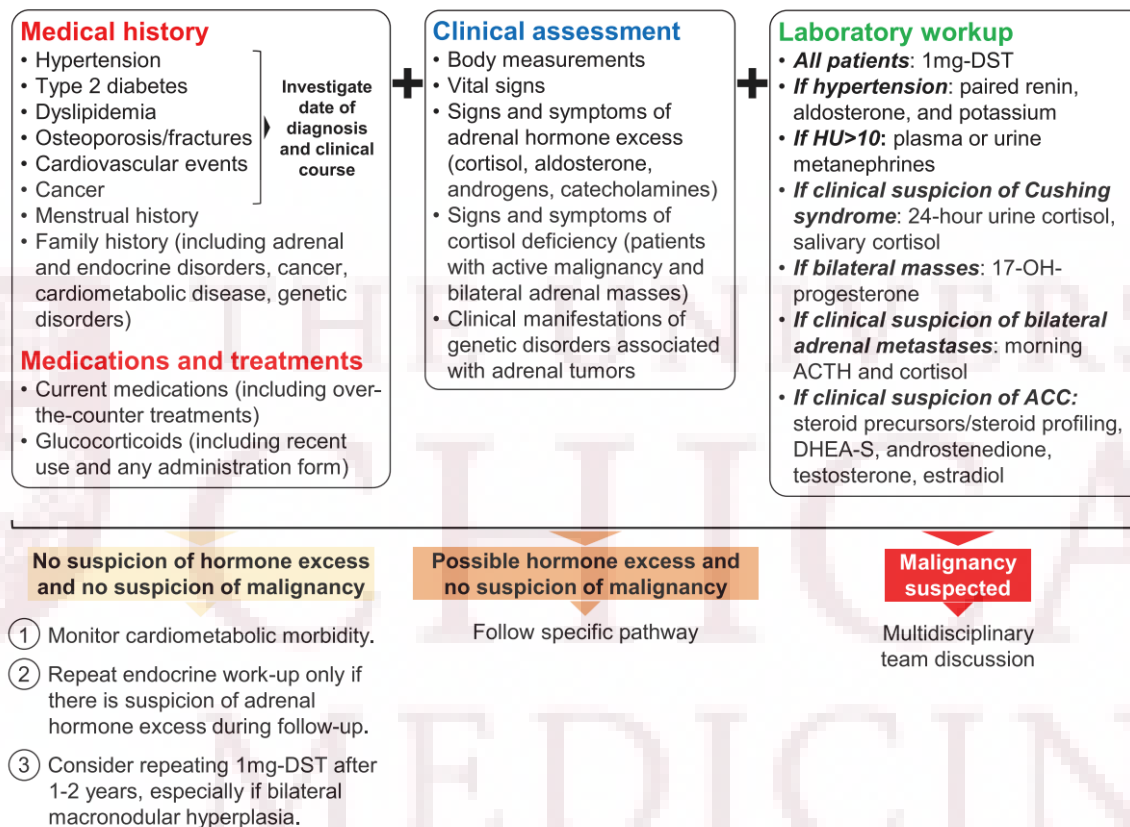 Medical history
• Hypertension
• Type 2 diabetes
• Dyslipidemia
• Osteoporosis/fractures
• Cardiovascular events
• Cancer
Investigate
date of
diagnosis
and clinical
course
• Menstrual history
• Family history (including adrenal
and endocrine disorders, cancer,
cardiometabolic disease, genetic
disorders)
Medications and treatments
• Current medications (including over-
the-counter treatments)
• Glucocorticoids (including recent
use and any administration form)
+
Clinical assessment
• Body measurements
• Vital signs
• Signs and symptoms of
adrenal hormone excess
(cortisol, aldosterone,
androgens, catecholamines)
• Signs and symptoms of
cortisol deficiency (patients
with active malignancy and
bilateral adrenal masses)
• Clinical manifestations of
genetic disorders associated
with adrenal tumors
+
Laboratory workup
• All patients: 1mg-DST
• If hypertension: paired renin,
aldosterone, and potassium
• If HU>10: plasma or urine
metanephrines
• If clinical suspicion of Cushing
syndrome: 24-hour urine cortisol,
salivary cortisol
• If bilateral masses: 17-OH-
progesterone
• If clinical suspicion of bilateral
adrenal metastases: morning
ACTH and cortisol
• If clinical suspicion of ACC:
steroid precursors/steroid profiling,
DHEA-S, androstenedione,
testosterone, estradiol
No suspicion of hormone excess
and no suspicion of malignancy
1 Monitor cardiometabolic morbidity.
2 Repeat endocrine work-up only if
there is suspicion of adrenal
hormone excess during follow-up.
3 Consider repeating 1mg-DST after
1-2 years, especially if bilateral
macronodular hyperplasia.
Possible hormone excess and
no suspicion of malignancy
Follow specific pathway
Malignancy
suspected
Multidisciplinary
team discussion
THE UNIVERS
CHICA
MEDICIN